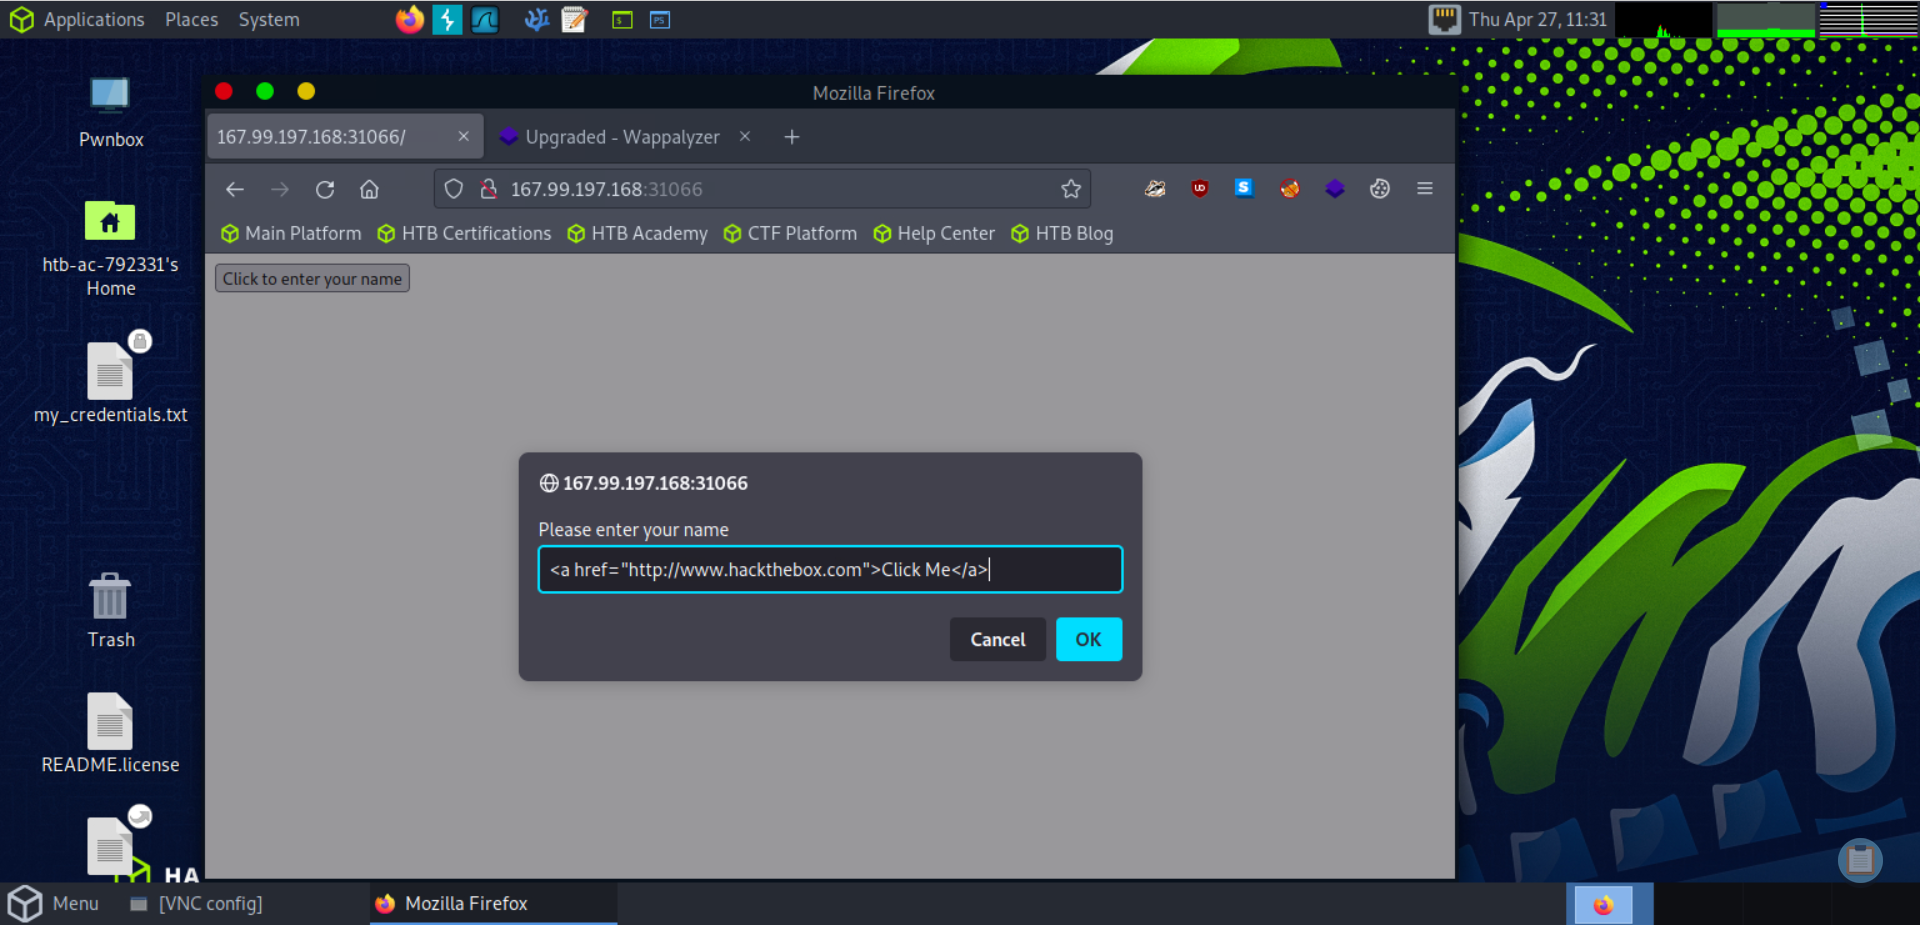 Applications Places System
Thu Apr 27, 11:31
Mozilla Firefox
167.99.197.168:31066/ Upgraded - Wappalyzer
167.99.197.168:31066
Main Platform HTB Certifications HTB Academy CTF Platform Help Center HTB Blog
Click to enter your name
167.99.197.168:31066
Please enter your name
<a href="http://www.hackthebox.com">Click Me</a>
Cancel OK
Pwnbox
htb-ac-792331's
Home
my_credentials.txt
Trash
README.license
HA
Menu [VNC config] Mozilla Firefox